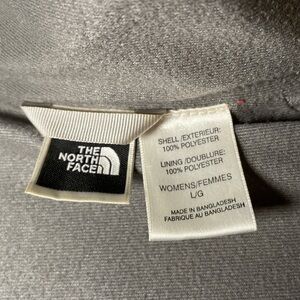 THE
NORTH
FACE
SHELL /EXTERIEUR:
100% POLYESTER
LINING /DOUBLURE:
100% POLYESTER
WOMENS/FEMMES
L/G
MADE IN BANGLADESH
FABRIQUE AU BANGLADESH